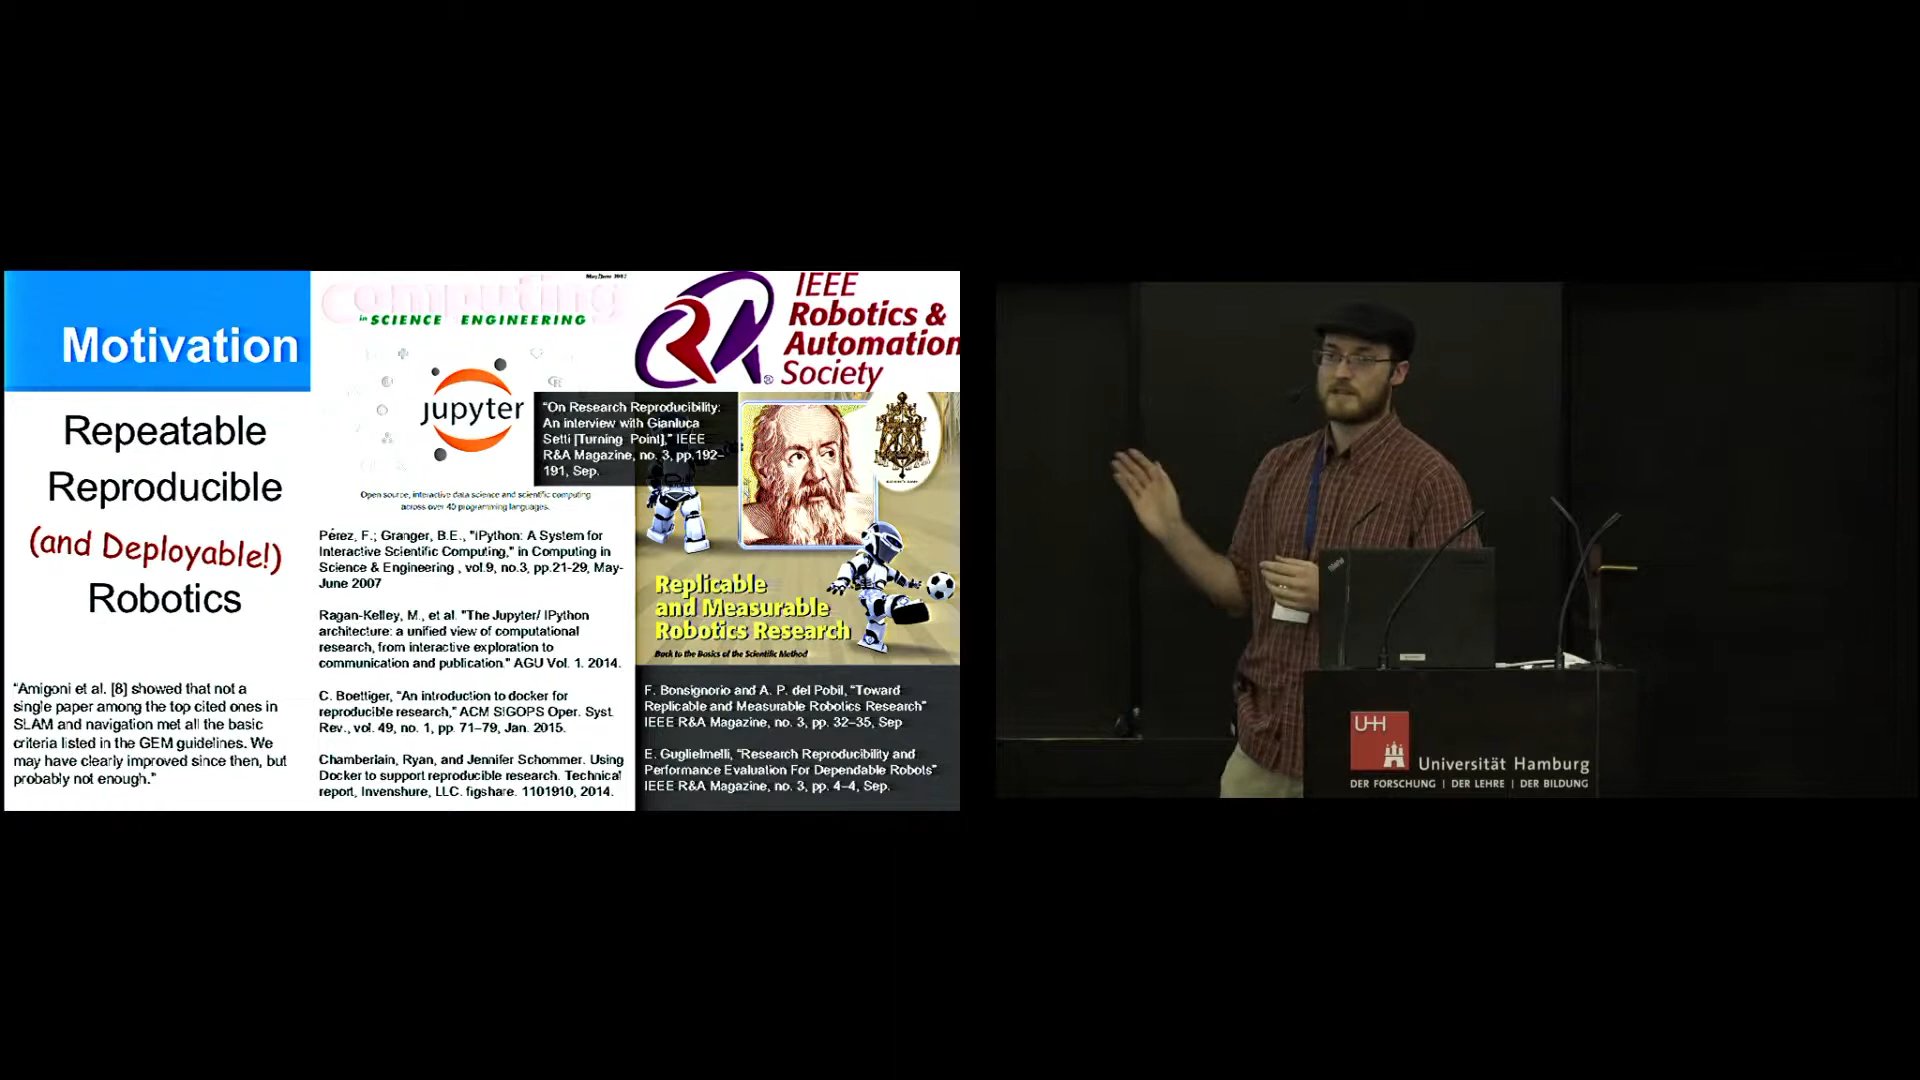 Motivation
Repeatable
Reproducible
(and Deployable!)
Robotics
“Amigoni et al. [8] showed that not a
single paper among the top cited ones in
SLAM and navigation met all the basic
criteria listed in the GEM guidelines. We
may have clearly improved since then, but
probably not enough.”
May/June 2007
computing
in SCIENCE ENGINEERING
jupyter
Open source, interactive data science and scientific computing
across over 40 programming languages.
Pérez, F.; Granger, B.E., "IPython: A System for
Interactive Scientific Computing," in Computing in
Science & Engineering , vol.9, no.3, pp.21-29, May-
June 2007
Ragan-Kelley, M., et al. "The Jupyter/ IPython
architecture: a unified view of computational
research, from interactive exploration to
communication and publication." AGU Vol. 1. 2014.
C. Boettiger, “An introduction to docker for
reproducible research,” ACM SIGOPS Oper. Syst.
Rev., vol. 49, no. 1, pp. 71–79, Jan. 2015.
Chamberlain, Ryan, and Jennifer Schommer. Using
Docker to support reproducible research. Technical
report, Invenshure, LLC. figshare. 1101910, 2014.
IEEE
Robotics &
Automation
Society
®
“On Research Reproducibility:
An interview with Gianluca
Setti [Turning Point],” IEEE
R&A Magazine, no. 3, pp.192–
191, Sep.
Replicable
and Measurable
Robotics Research
Back to the Basics of the Scientific Method
F. Bonsignorio and A. P. del Pobil, “Toward
Replicable and Measurable Robotics Research”
IEEE R&A Magazine, no. 3, pp. 32–35, Sep
E. Guglielmelli, “Research Reproducibility and
Performance Evaluation For Dependable Robots”
IEEE R&A Magazine, no. 3, pp. 4–4, Sep.
ThinkPad
UHH
Universität Hamburg
DER FORSCHUNG | DER LEHRE | DER BILDUNG